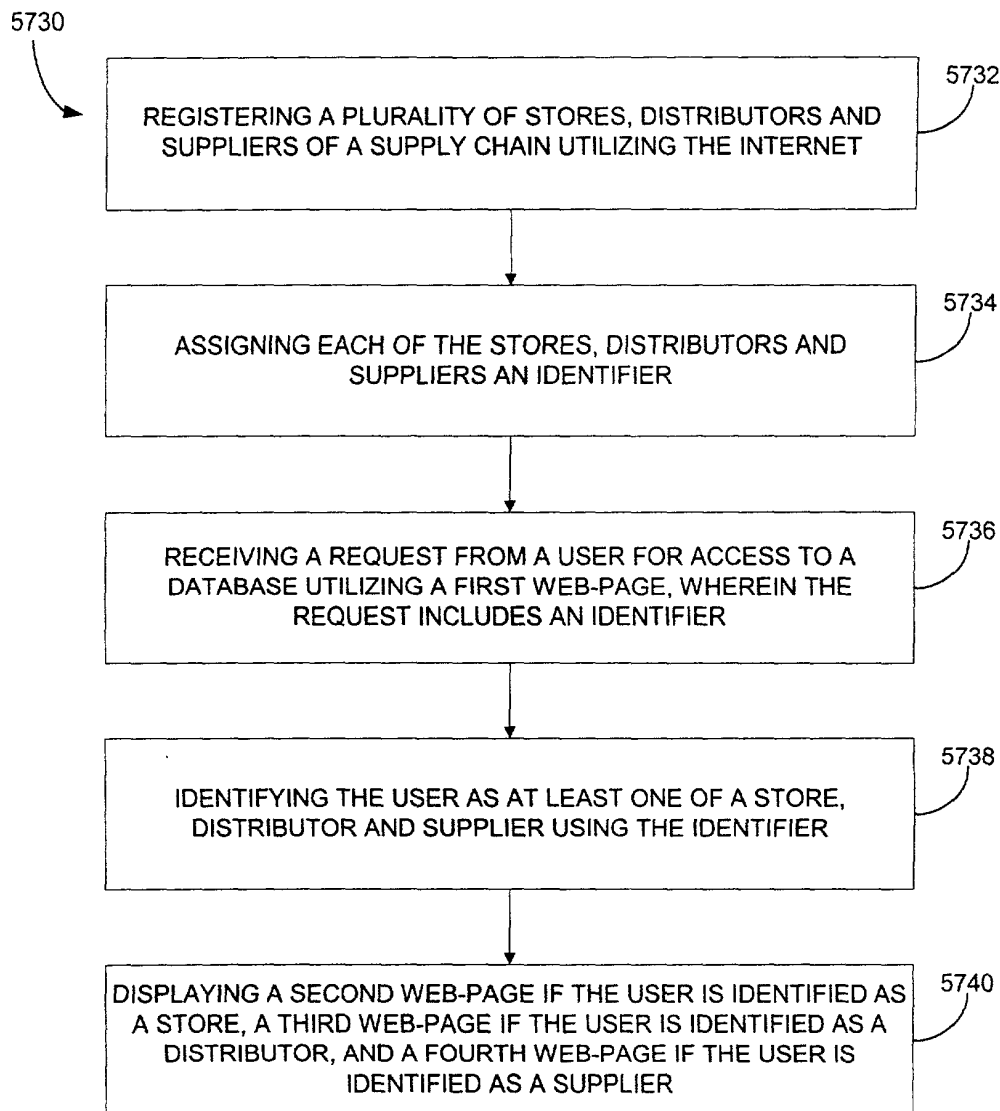 5730
5732
REGISTERING A PLURALITY OF STORES, DISTRIBUTORS AND
SUPPLIERS OF A SUPPLY CHAIN UTILIZING THE INTERNET
5734
ASSIGNING EACH OF THE STORES, DISTRIBUTORS AND
SUPPLIERS AN IDENTIFIER
5736
RECEIVING A REQUEST FROM A USER FOR ACCESS TO A
DATABASE UTILIZING A FIRST WEB-PAGE, WHEREIN THE
REQUEST INCLUDES AN IDENTIFIER
5738
IDENTIFYING THE USER AS AT LEAST ONE OF A STORE,
DISTRIBUTOR AND SUPPLIER USING THE IDENTIFIER
5740
DISPLAYING A SECOND WEB-PAGE IF THE USER IS IDENTIFIED AS
A STORE, A THIRD WEB-PAGE IF THE USER IS IDENTIFIED AS A
DISTRIBUTOR, AND A FOURTH WEB-PAGE IF THE USER IS
IDENTIFIED AS A SUPPLIER